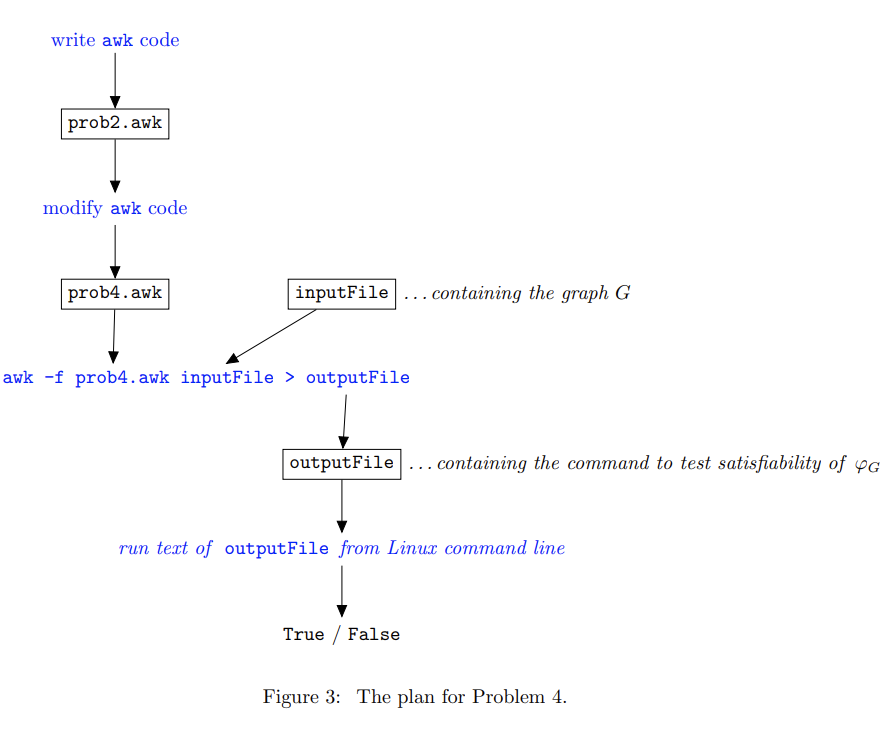 write awk code
prob2.awk
modify awk code
prob4.awk
inputFile ...containing the graph G
awk -f prob4.awk inputFile > outputFile
outputFile ...containing the command to test satisfiability of φG
run text of outputFile from Linux command line
True / False
Figure 3: The plan for Problem 4.